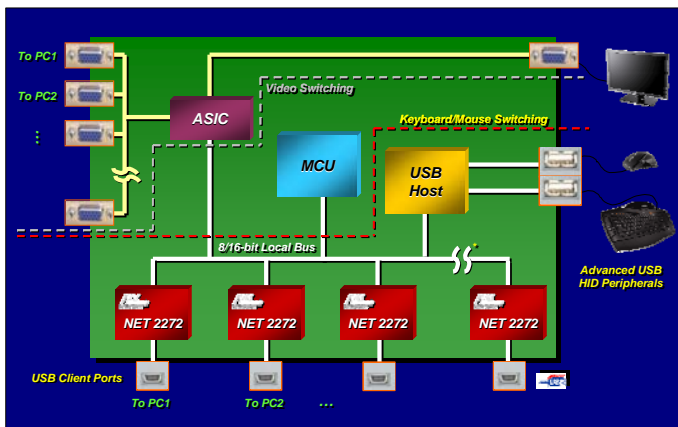 To PC1
Video Switching
To PC2
Keyboard/Mouse Switching
ASIC
⋮
MCU
USB
Host
8/16-bit Local Bus
*
Advanced USB
HID Peripherals
NET 2272
NET 2272
NET 2272
NET 2272
USB Client Ports
To PC1
To PC2
...